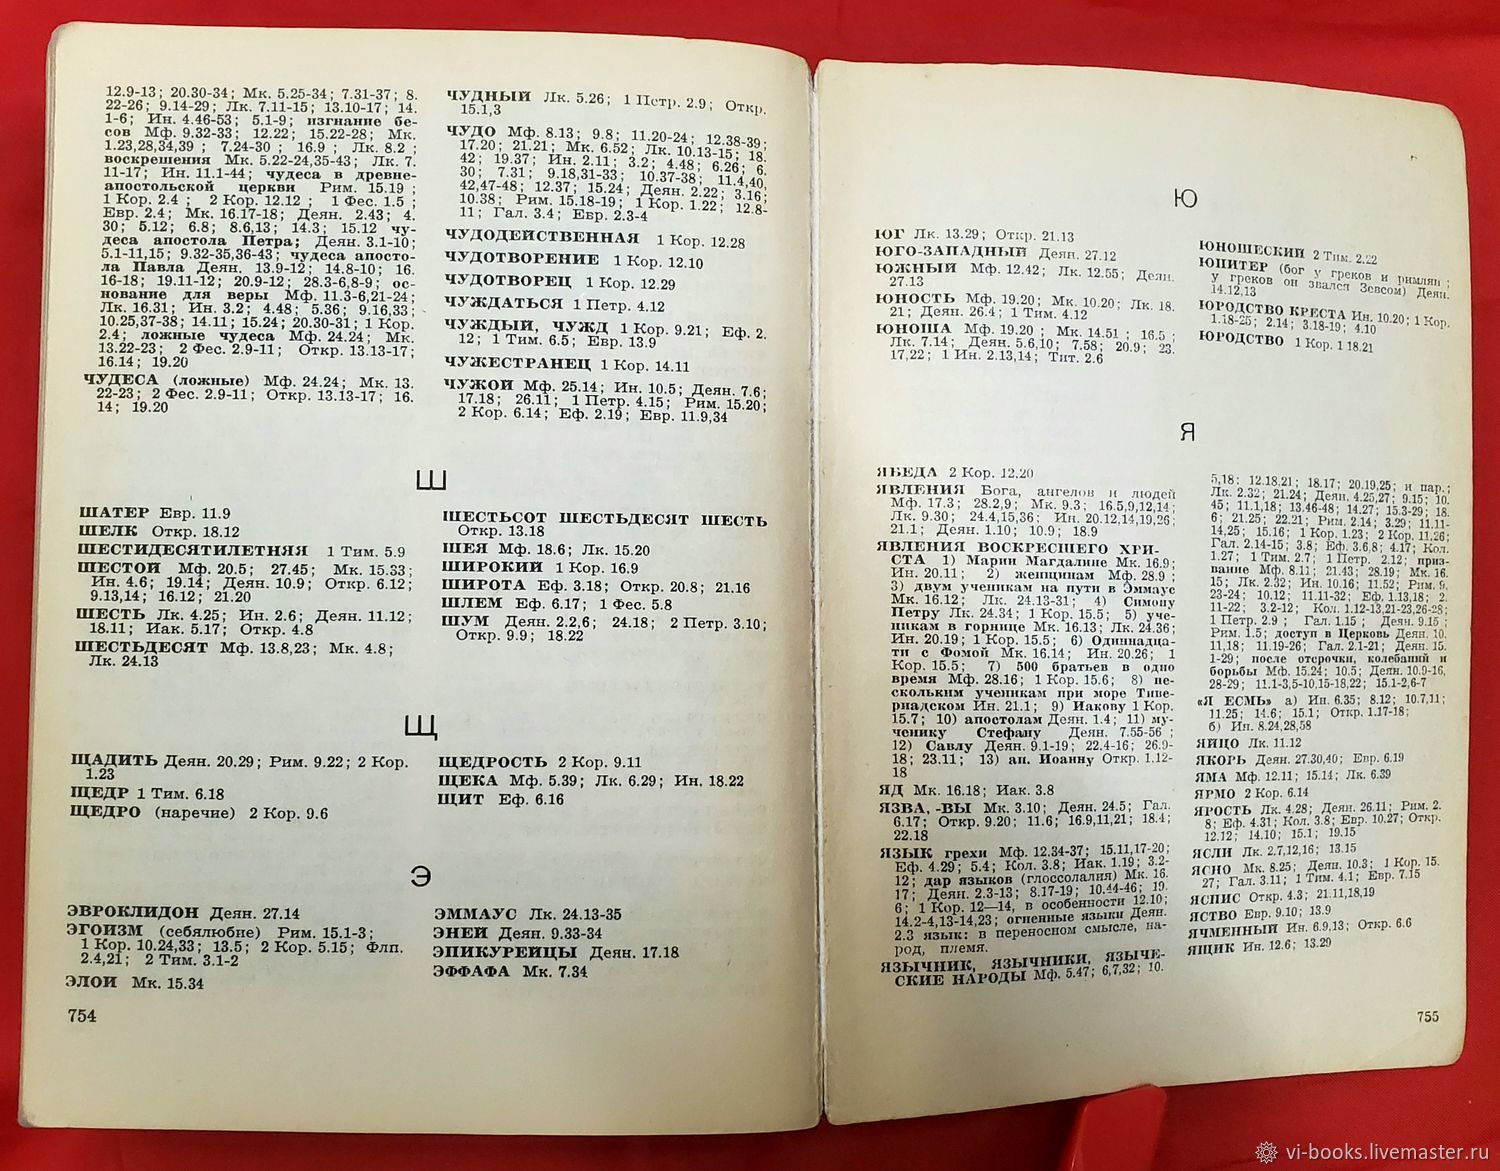 12.9-13; 20.30-34; Мк. 5.25-34; 7.31-37; 8.
22-26; 9.14-29; Лк. 7.11-15; 13.10-17; 14.
1-6; Ин. 4.46-53; 5.1-9; изгнание бе-
сов Мф. 9.32-33; 12.22; 15.22-28; Мк.
1.23,28,34,39 ; 7.24-30 ; 16.9 ; Лк. 8.2 ;
воскрешения Мк. 5.22-24,35-43; Лк. 7.
11-17; Ин. 11.1-44; чудеса в древне-
апостольской церкви Рим. 15.19 ;
1 Кор. 2.4 ; 2 Кор. 12.12 ; 1 Фес. 1.5 ;
Евр. 2.4; Мк. 16.17-18; Деян. 2.43; 4.
30; 5.12; 6.8; 8.6,13; 14.3; 15.12 чу-
деса апостола Петра; Деян. 3.1-10;
5.1-11,15; 9.32-35,36-43; чудеса апосто-
ла Павла Деян. 13.9-12; 14.8-10; 16.
16-18; 19.11-12; 20.9-12; 28.3-6,8-9; ос-
нование для веры Мф. 11.3-6,21-24;
Лк. 16.31; Ин. 3.2; 4.48; 5.36; 9.16,33;
10.25,37-38; 14.11; 15.24; 20.30-31; 1 Кор.
2.4; ложные чудеса Мф. 24.24; Мк.
13.22-23; 2 Фес. 2.9-11; Откр. 13.13-17;
16.14; 19.20
ЧУДЕСА (ложные) Мф. 24.24; Мк. 13.
22-23; 2 Фес. 2.9-11; Откр. 13.13-17; 16.
14; 19.20
ЧУДНЫЙ Лк. 5.26; 1 Петр. 2.9; Откр.
15.1,3
ЧУДО Мф. 8.13; 9.8; 11.20-24; 12.38-39;
17.20; 21.21; Мк. 6.52; Лк. 10.13-15; 18.
42; 19.37; Ин. 2.11; 3.2; 4.48; 6.26; 6.
30; 7.31; 9.18,31-33; 10.37-38; 11.4,40,
42,47-48; 12.37; 15.24; Деян. 2.22; 3.16;
10.38; Рим. 15.18-19; 1 Кор. 1.22; 12.8-
11; Гал. 3.4; Евр. 2.3-4
ЧУДОДЕЙСТВЕННАЯ 1 Кор. 12.28
ЧУДОТВОРЕНИЕ 1 Кор. 12.10
ЧУДОТВОРЕЦ 1 Кор. 12.29
ЧУЖДАТЬСЯ 1 Петр. 4.12
ЧУЖДЫЙ, ЧУЖД 1 Кор. 9.21; Еф. 2.
12; 1 Тим. 6.5; Евр. 13.9
ЧУЖЕСТРАНЕЦ 1 Кор. 14.11
ЧУЖОЙ Мф. 25.14; Ин. 10.5; Деян. 7.6;
17.18; 26.11; 1 Петр. 4.15; Рим. 15.20;
2 Кор. 6.14; Еф. 2.19; Евр. 11.9,34
Ш
ШАТЕР Евр. 11.9
ШЕЛК Откр. 18.12
ШЕСТИДЕСЯТИЛЕТНЯЯ 1 Тим. 5.9
ШЕСТОЙ Мф. 20.5; 27.45; Мк. 15.33;
Ин. 4.6; 19.14; Деян. 10.9; Откр. 6.12;
9.13,14; 16.12; 21.20
ШЕСТЬ Лк. 4.25; Ин. 2.6; Деян. 11.12;
18.11; Иак. 5.17; Откр. 4.8
ШЕСТЬДЕСЯТ Мф. 13.8,23; Мк. 4.8;
Лк. 24.13
ШЕСТЬСОТ ШЕСТЬДЕСЯТ ШЕСТЬ
Откр. 13.18
ШЕЯ Мф. 18.6; Лк. 15.20
ШИРОКИЙ 1 Кор. 16.9
ШИРОТА Еф. 3.18; Откр. 20.8; 21.16
ШЛЕМ Еф. 6.17; 1 Фес. 5.8
ШУМ Деян. 2.2,6; 24.18; 2 Петр. 3.10;
Откр. 9.9; 18.22
Щ
ЩАДИТЬ Деян. 20.29; Рим. 9.22; 2 Кор.
1.23
ЩЕДР 1 Тим. 6.18
ЩЕДРО (наречие) 2 Кор. 9.6
ЩЕДРОСТЬ 2 Кор. 9.11
ЩЕКА Мф. 5.39; Лк. 6.29; Ин. 18.22
ЩИТ Еф. 6.16
Э
ЭВРОКЛИДОН Деян. 27.14
ЭГОИЗМ (себялюбие) Рим. 15.1-3;
1 Кор. 10.24,33; 13.5; 2 Кор. 5.15; Флп.
2.4,21; 2 Тим. 3.1-2
ЭЛОИ Мк. 15.34
ЭММАУС Лк. 24.13-35
ЭНЕЙ Деян. 9.33-34
ЭПИКУРЕЙЦЫ Деян. 17.18
ЭФФАФА Мк. 7.34
754
Ю
ЮГ Лк. 13.29; Откр. 21.13
ЮГО-ЗАПАДНЫЙ Деян. 27.12
ЮЖНЫЙ Мф. 12.42; Лк. 12.55; Деян.
27.13
ЮНОСТЬ Мф. 19.20; Мк. 10.20; Лк. 18.
21; Деян. 26.4; 1 Тим. 4.12
ЮНОША Мф. 19.20 ; Мк. 14.51 ; 16.5 ;
Лк. 7.14; Деян. 5.6,10; 7.58; 20.9; 23.
17,22; 1 Ин. 2.13,14; Тит. 2.6
ЮНОШЕСКИЙ 2 Тим. 2.22
ЮПИТЕР (бог у греков и римлян ;
у греков он звался Зевсом) Деян.
14.12,13
ЮРОДСТВО КРЕСТА Ин. 10.20; 1 Кор.
1.18-25; 2.14; 3.18-19; 4.10
ЮРОДСТВО 1 Кор. 1 18.21
Я
ЯБЕДА 2 Кор. 12.20
ЯВЛЕНИЯ Бога, ангелов и людей
Мф. 17.3; 28.2,9; Мк. 9.3; 16.5,9,12,14;
Лк. 9.30; 24.4,15,36; Ин. 20.12,14,19,26;
21.1; Деян. 1.10; 10.9; 18.9
ЯВЛЕНИЯ ВОСКРЕСШЕГО ХРИ-
СТА 1) Марии Магдалине Мк. 16.9;
Ин. 20.11; 2) женщинам Мф. 28.9 ;
3) двум ученикам на пути в Эммаус
Мк. 16.12; Лк. 24.13-31; 4) Симону
Петру Лк. 24.34; 1 Кор. 15.5; 5) уче-
никам в горнице Мк. 16.13; Лк. 24.36;
Ин. 20.19; 1 Кор. 15.5; 6) Одиннадца-
ти с Фомой Мк. 16.14; Ин. 20.26; 1
Кор. 15.5; 7) 500 братьев в одно
время Мф. 28.16; 1 Кор. 15.6; 8) не-
скольким ученикам при море Тиве-
риадском Ин. 21.1; 9) Иакову 1 Кор.
15.7; 10) апостолам Деян. 1.4; 11) му-
ченику Стефану Деян. 7.55-56 ;
12) Савлу Деян. 9.1-19; 22.4-16; 26.9-
18; 23.11; 13) ап. Иоанну Откр. 1.12-
18
ЯД Мк. 16.18; Иак. 3.8
ЯЗВА, -ВЫ Мк. 3.10; Деян. 24.5; Гал.
6.17; Откр. 9.20; 11.6; 16.9,11,21; 18.4;
22.18
ЯЗЫК грехи Мф. 12.34-37; 15.11,17-20;
Еф. 4.29; 5.4; Кол. 3.8; Иак. 1.19; 3.2-
12; дар языков (глоссолалия) Мк. 16.
17; Деян. 2.3-13; 8.17-19; 10.44-46; 19.
6; 1 Кор. 12—14, в особенности 12.10;
14.2-4,13-14,23; огненные языки Деян.
2.3 язык: в переносном смысле, на-
род, племя.
ЯЗЫЧНИК, ЯЗЫЧНИКИ, ЯЗЫЧЕ-
СКИЕ НАРОДЫ Мф. 5.47; 6,7,32; 10.
5,18; 12.18,21; 18.17; 20.19,25; и пар.;
Лк. 2.32; 21.24; Деян. 4.25,27; 9.15; 10.
45; 11.1,18; 13.46-48; 14.27; 15.3-29; 18.
6; 21.25; 22.21; Рим. 2.14; 3.29; 11.11-
14,25; 15.16; 1 Кор. 1.23; 2 Кор. 11.26;
Гал. 2.14-15; 3.8; Еф. 3.6,8; 4.17; Кол.
1.27; 1 Тим. 2.7; 1 Петр. 2.12; приз-
вание Мф. 8.11; 21.43; 28.19; Мк. 16.
15; Лк. 2.32; Ин. 10.16; 11.52; Рим. 9.
23-24; 10.12; 11.11-32; Еф. 1.13,18; 2.
11-22; 3.2-12; Кол. 1.12-13,21-23,26-28;
1 Петр. 2.9 ; Гал. 1.15 ; Деян. 9.15 ;
Рим. 1.5; доступ в Церковь Деян. 10.
11,18; 11.19-26; Гал. 2.1-21; Деян. 15.
1-29; после отсрочки, колебаний и
борьбы Мф. 15.24; 10.5; Деян. 10.9-16,
28-29; 11.1-3,5-10,15-18,22; 15.1-2,6-7
«Я ЕСМЬ» а) Ин. 6.35; 8.12; 10.7,11;
11.25; 14.6; 15.1; Откр. 1.17-18;
б) Ин. 8.24,28,58
ЯЙЦО Лк. 11.12
ЯКОРЬ Деян. 27.30,40; Евр. 6.19
ЯМА Мф. 12.11; 15.14; Лк. 6.39
ЯРМО 2 Кор. 6.14
ЯРОСТЬ Лк. 4.28; Деян. 26.11; Рим. 2.
8; Еф. 4.31; Кол. 3.8; Евр. 10.27; Откр.
12.12; 14.10; 15.1; 19.15
ЯСЛИ Лк. 2.7,12,16; 13.15
ЯСНО Мк. 8.25; Деян. 10.3; 1 Кор. 15.
27; Гал. 3.11; 1 Тим. 4.1; Евр. 7.15
ЯСПИС Откр. 4.3; 21.11,18,19
ЯСТВО Евр. 9.10; 13.9
ЯЧМЕННЫЙ Ин. 6.9,13; Откр. 6.6
ЯЩИК Ин. 12.6; 13.29
755
vi-books.livemaster.ru